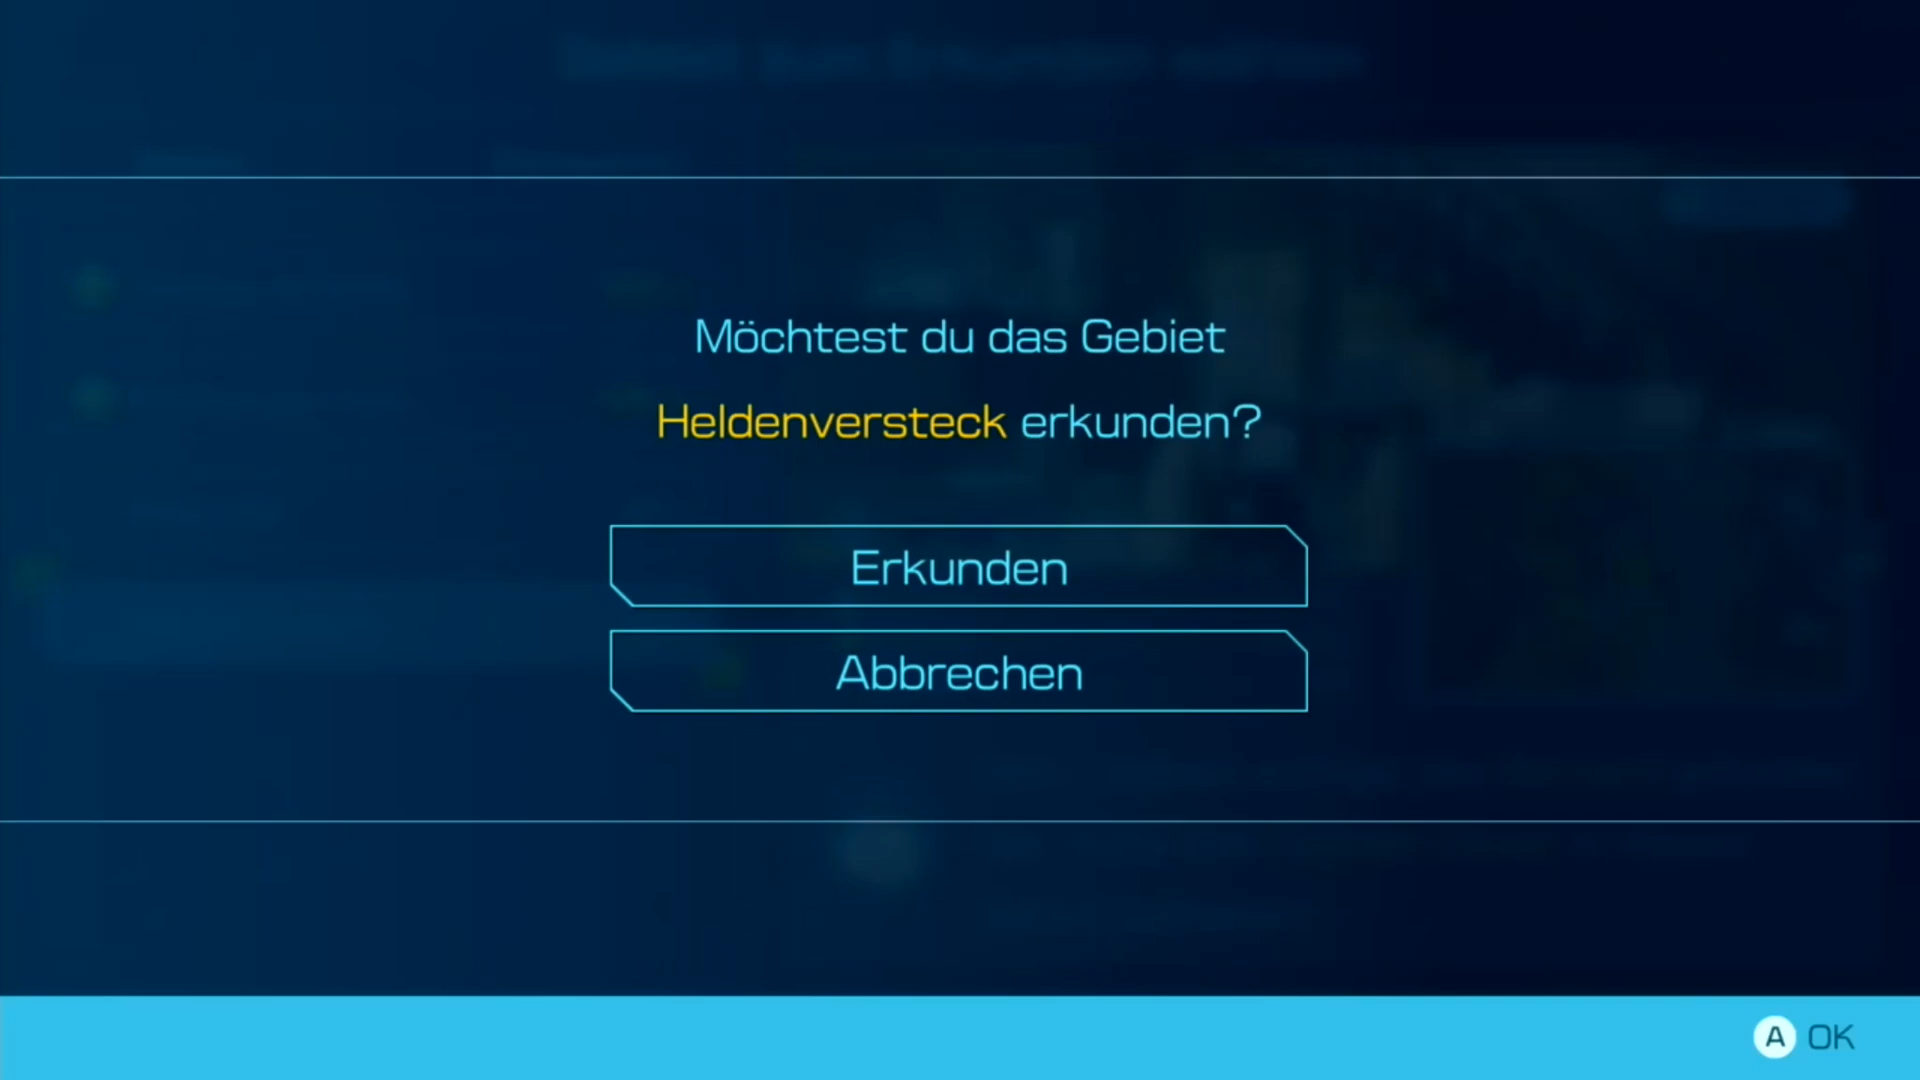 Möchtest du das Gebiet
Heldenversteck erkunden?
Erkunden
Abbrechen
A OK